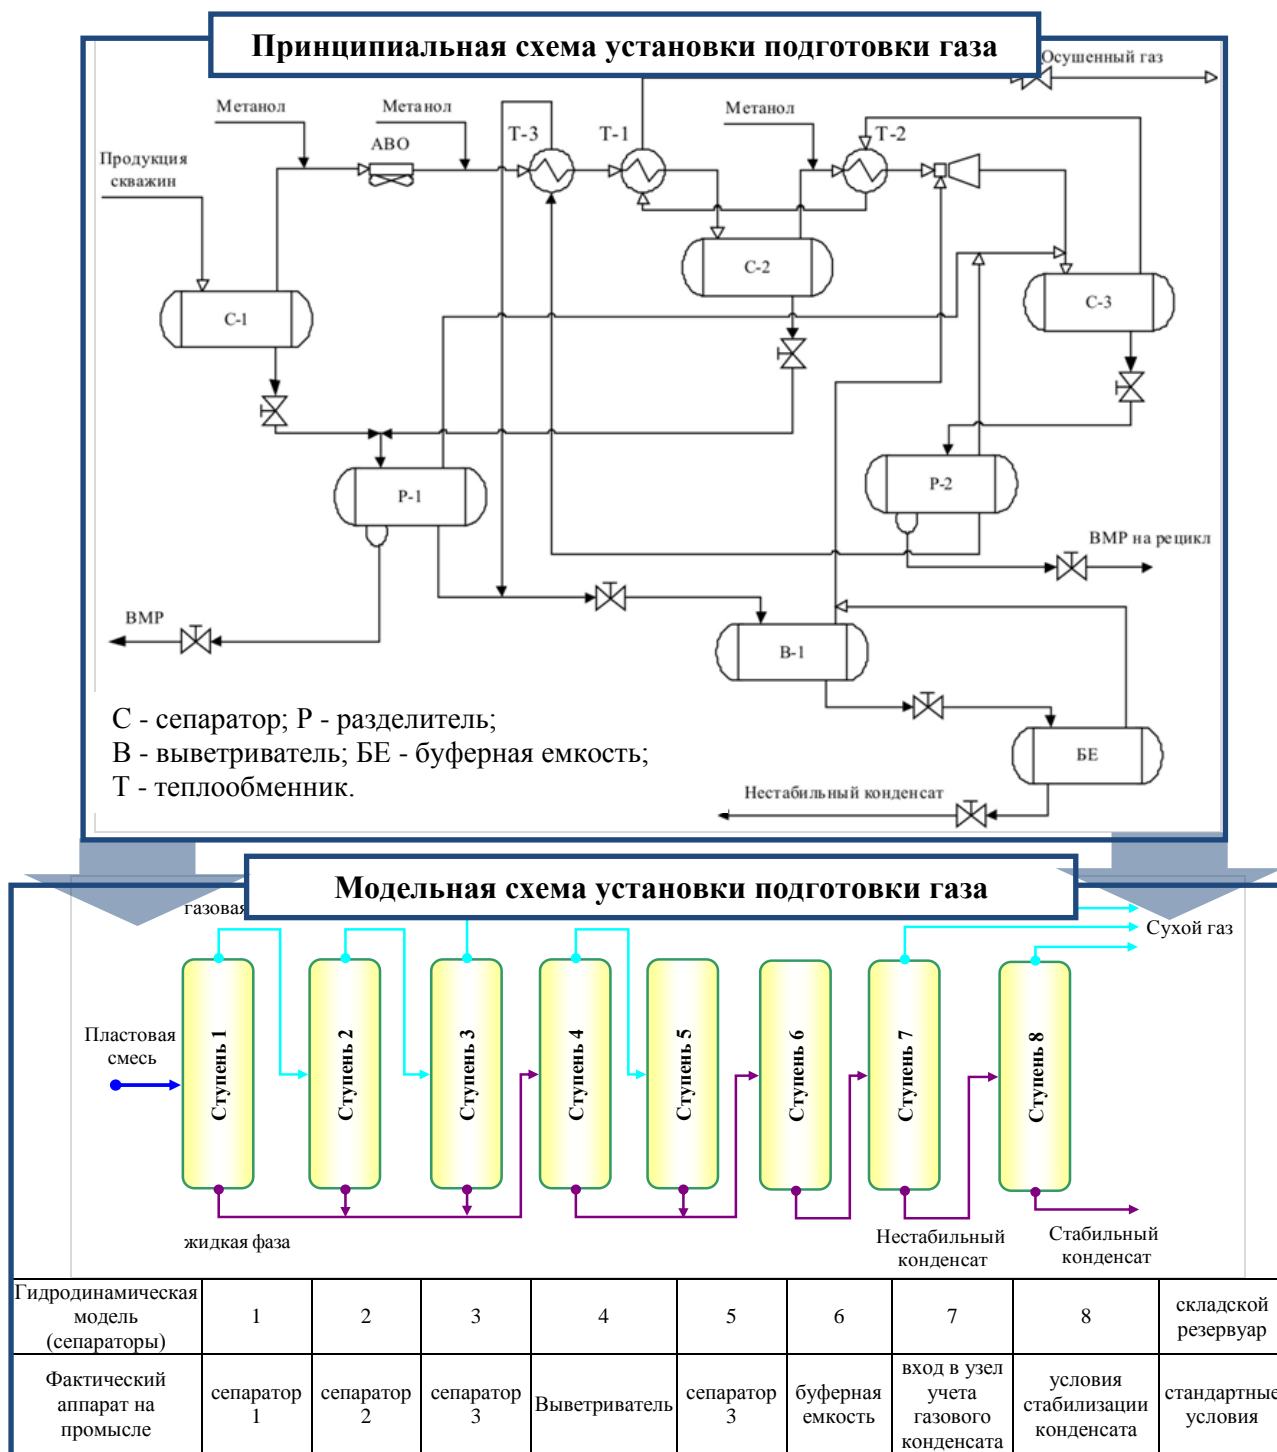 Принципиальная схема установки подготовки газа
Осушенный газ
Метанол
Метанол
Метанол
АВО
Т-3
Т-1
Т-2
Продукция
скважин
С-1
С-2
С-3
Р-1
Р-2
ВМР на рецикл
ВМР
В-1
БЕ
Нестабильный конденсат
С - сепаратор; Р - разделитель;
В - выветриватель; БЕ - буферная емкость;
Т - теплообменник.
Модельная схема установки подготовки газа
газовая
Сухой газ
Пластовая
смесь
Ступень 1
Ступень 2
Ступень 3
Ступень 4
Ступень 5
Ступень 6
Ступень 7
Ступень 8
жидкая фаза
Нестабильный
конденсат
Стабильный
конденсат
Гидродинамическая
модель
(сепараторы)
1
2
3
4
5
6
7
8
складской
резервуар
Фактический
аппарат на
промысле
сепаратор
1
сепаратор
2
сепаратор
3
Выветриватель
сепаратор
3
буферная
емкость
вход в узел
учета
газового
конденсата
условия
стабилизации
конденсата
стандартные
условия